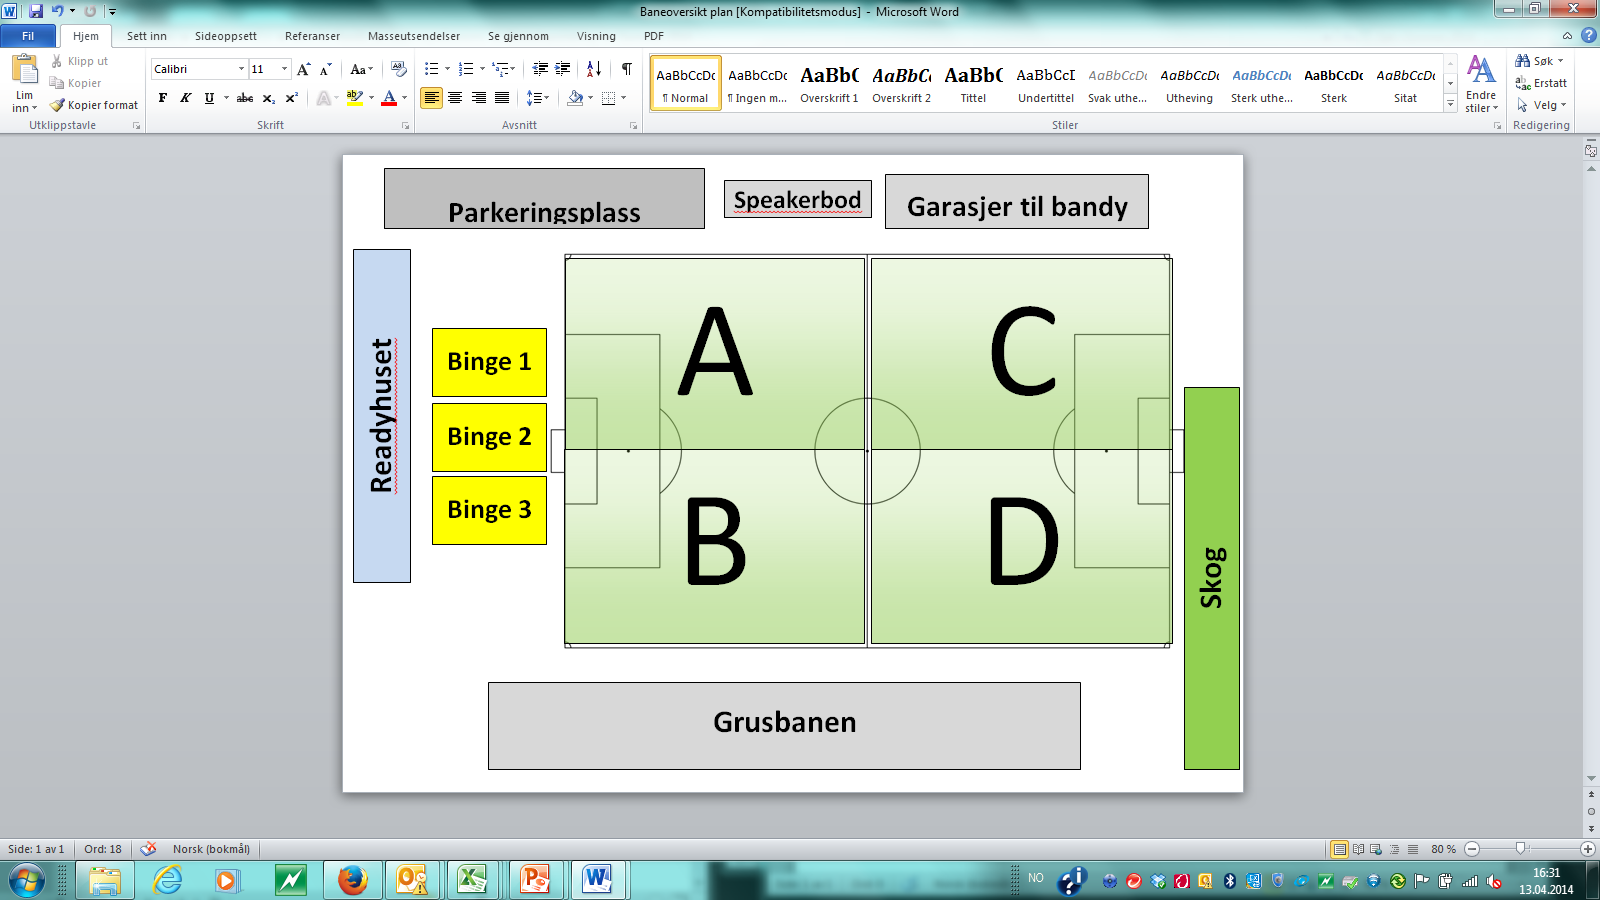 Baneoversikt plan [Kompatibilitetsmodus] - Microsoft Word
Fil Hjem Sett inn Sideoppsett Referanser Masseutsendelser Se gjennom Visning PDF
Lim inn
Klipp ut
Kopier
Kopier format
Utklippstavle
Calibri 11
F K U abc x₂ x²
Skrift
Avsnitt
AaBbCcDc AaBbCcDc AaBbC AaBbCc AaBbC AaBbCcI AaBbCcDc AaBbCcDc AaBbCcDc AaBbCcDc AaBbCcDc
¶ Normal ¶ Ingen m... Overskrift 1 Overskrift 2 Tittel Undertittel Svak uthe... Utheving Sterk uthe... Sterk Sitat
Stiler
Endre stiler
Søk
Erstatt
Velg
Redigering
Parkeringsplass
Speakerbod
Garasjer til bandy
Readyhuset
Binge 1
Binge 2
Binge 3
A
C
B
D
Skog
Grusbanen
Side: 1 av 1 Ord: 18 Norsk (bokmål) 80 %
NO
16:31
13.04.2014